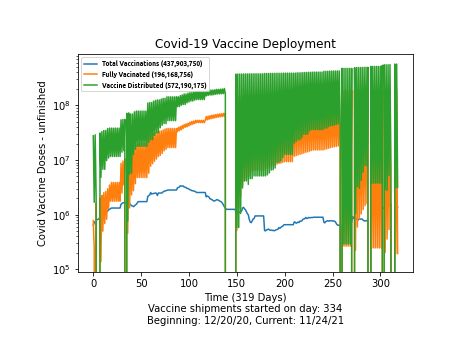 Covid-19 Vaccine Deployment
Total Vaccinations (437,903,750)
Fully Vacinated (196,168,756)
Vaccine Distributed (572,190,175)
Covid Vaccine Doses - unfinished
10⁸
10⁷
10⁶
10⁵
0 50 100 150 200 250 300
Time (319 Days)
Vaccine shipments started on day: 334
Beginning: 12/20/20, Current: 11/24/21